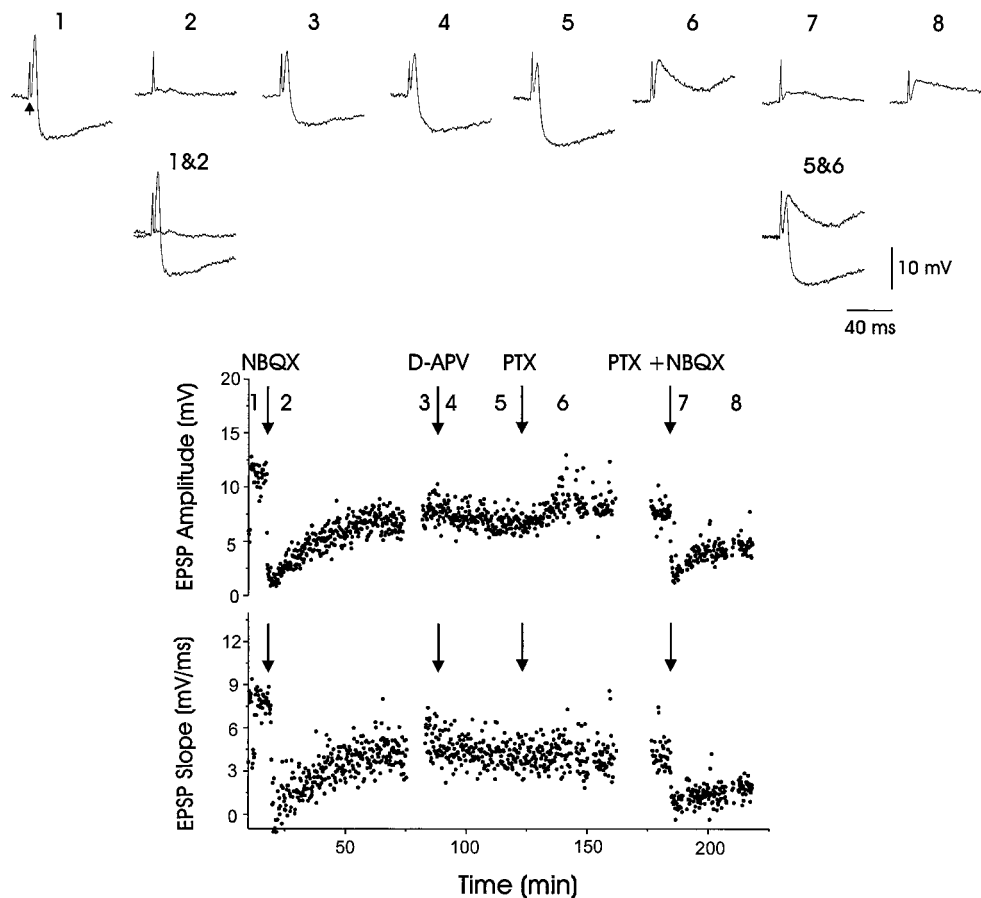 1 2 3 4 5 6 7 8
1&2 5&6
10 mV
40 ms
NBQX D-APV PTX PTX +NBQX
20
1 2 3 4 5 6 7 8
15
10
5
0
EPSP Amplitude (mV)
12
9
6
3
0
EPSP Slope (mV/ms)
50 100 150 200
Time (min)